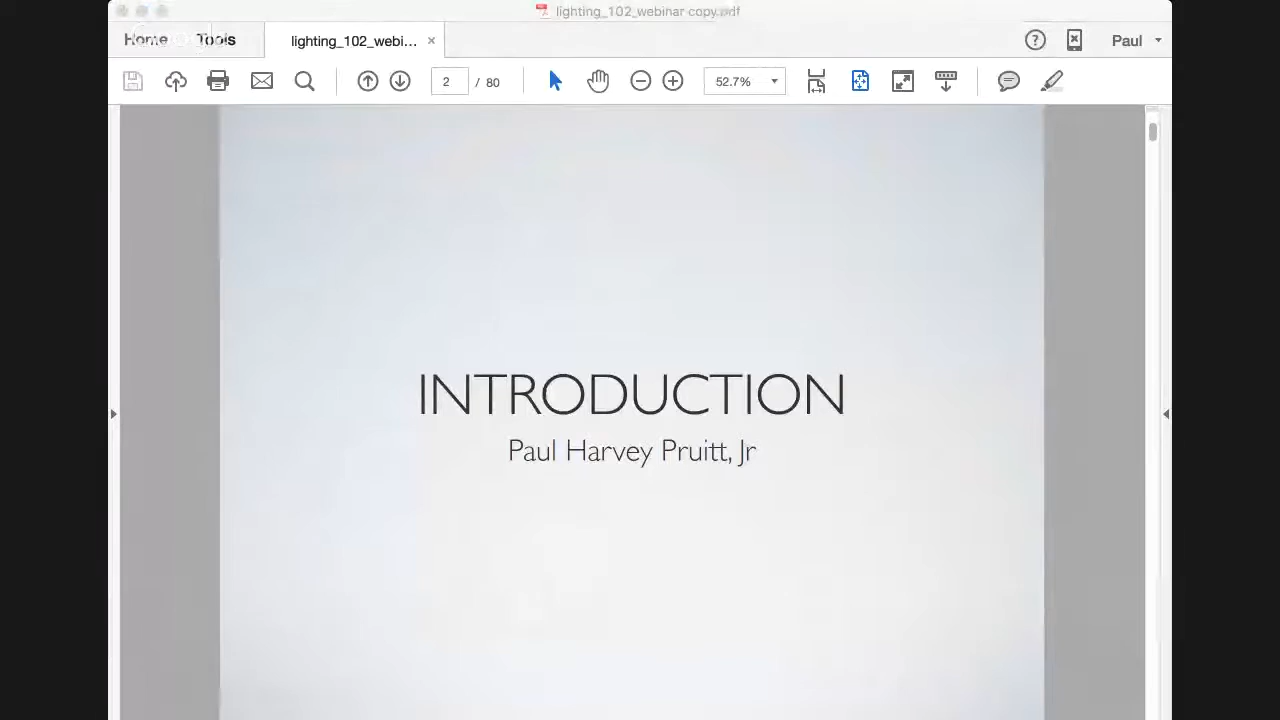 lighting_102_webinar copy.pdf
Home
Tools
lighting_102_webi... ×
Paul
2 / 80
52.7%
INTRODUCTION
Paul Harvey Pruitt, Jr